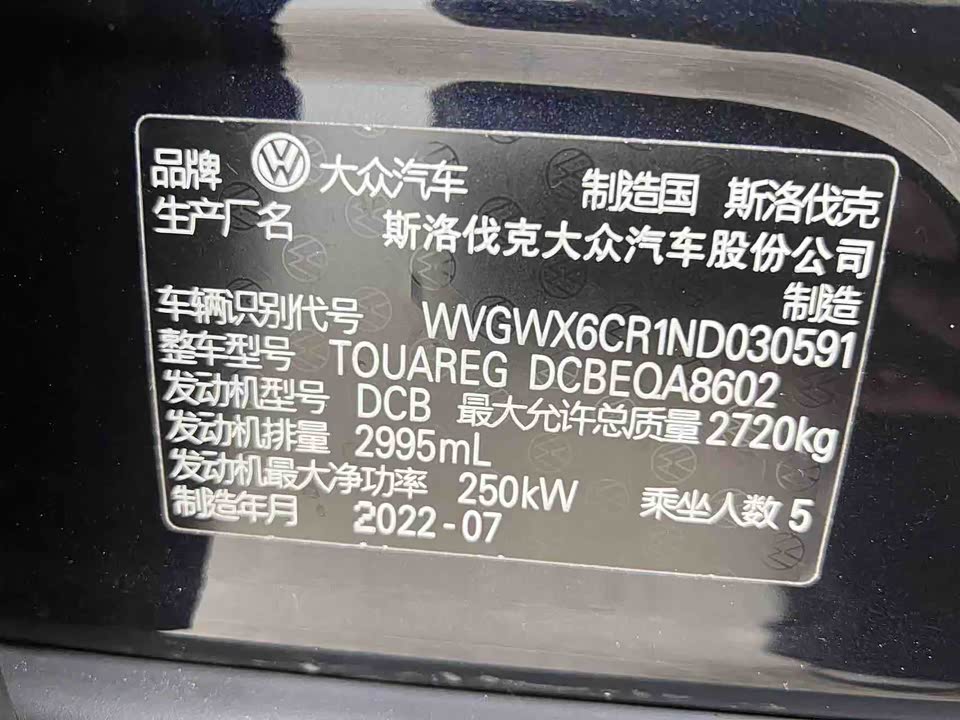 品牌 大众汽车 制造国 斯洛伐克
生产厂名 斯洛伐克大众汽车股份公司
制造
车辆识别代号 WVGWX6CR1ND030591
整车型号 TOUAREG DCBEQA8602
发动机型号 DCB 最大允许总质量 2720kg
发动机排量 2995mL
发动机最大净功率 250kW 乘坐人数 5
制造年月 2022-07